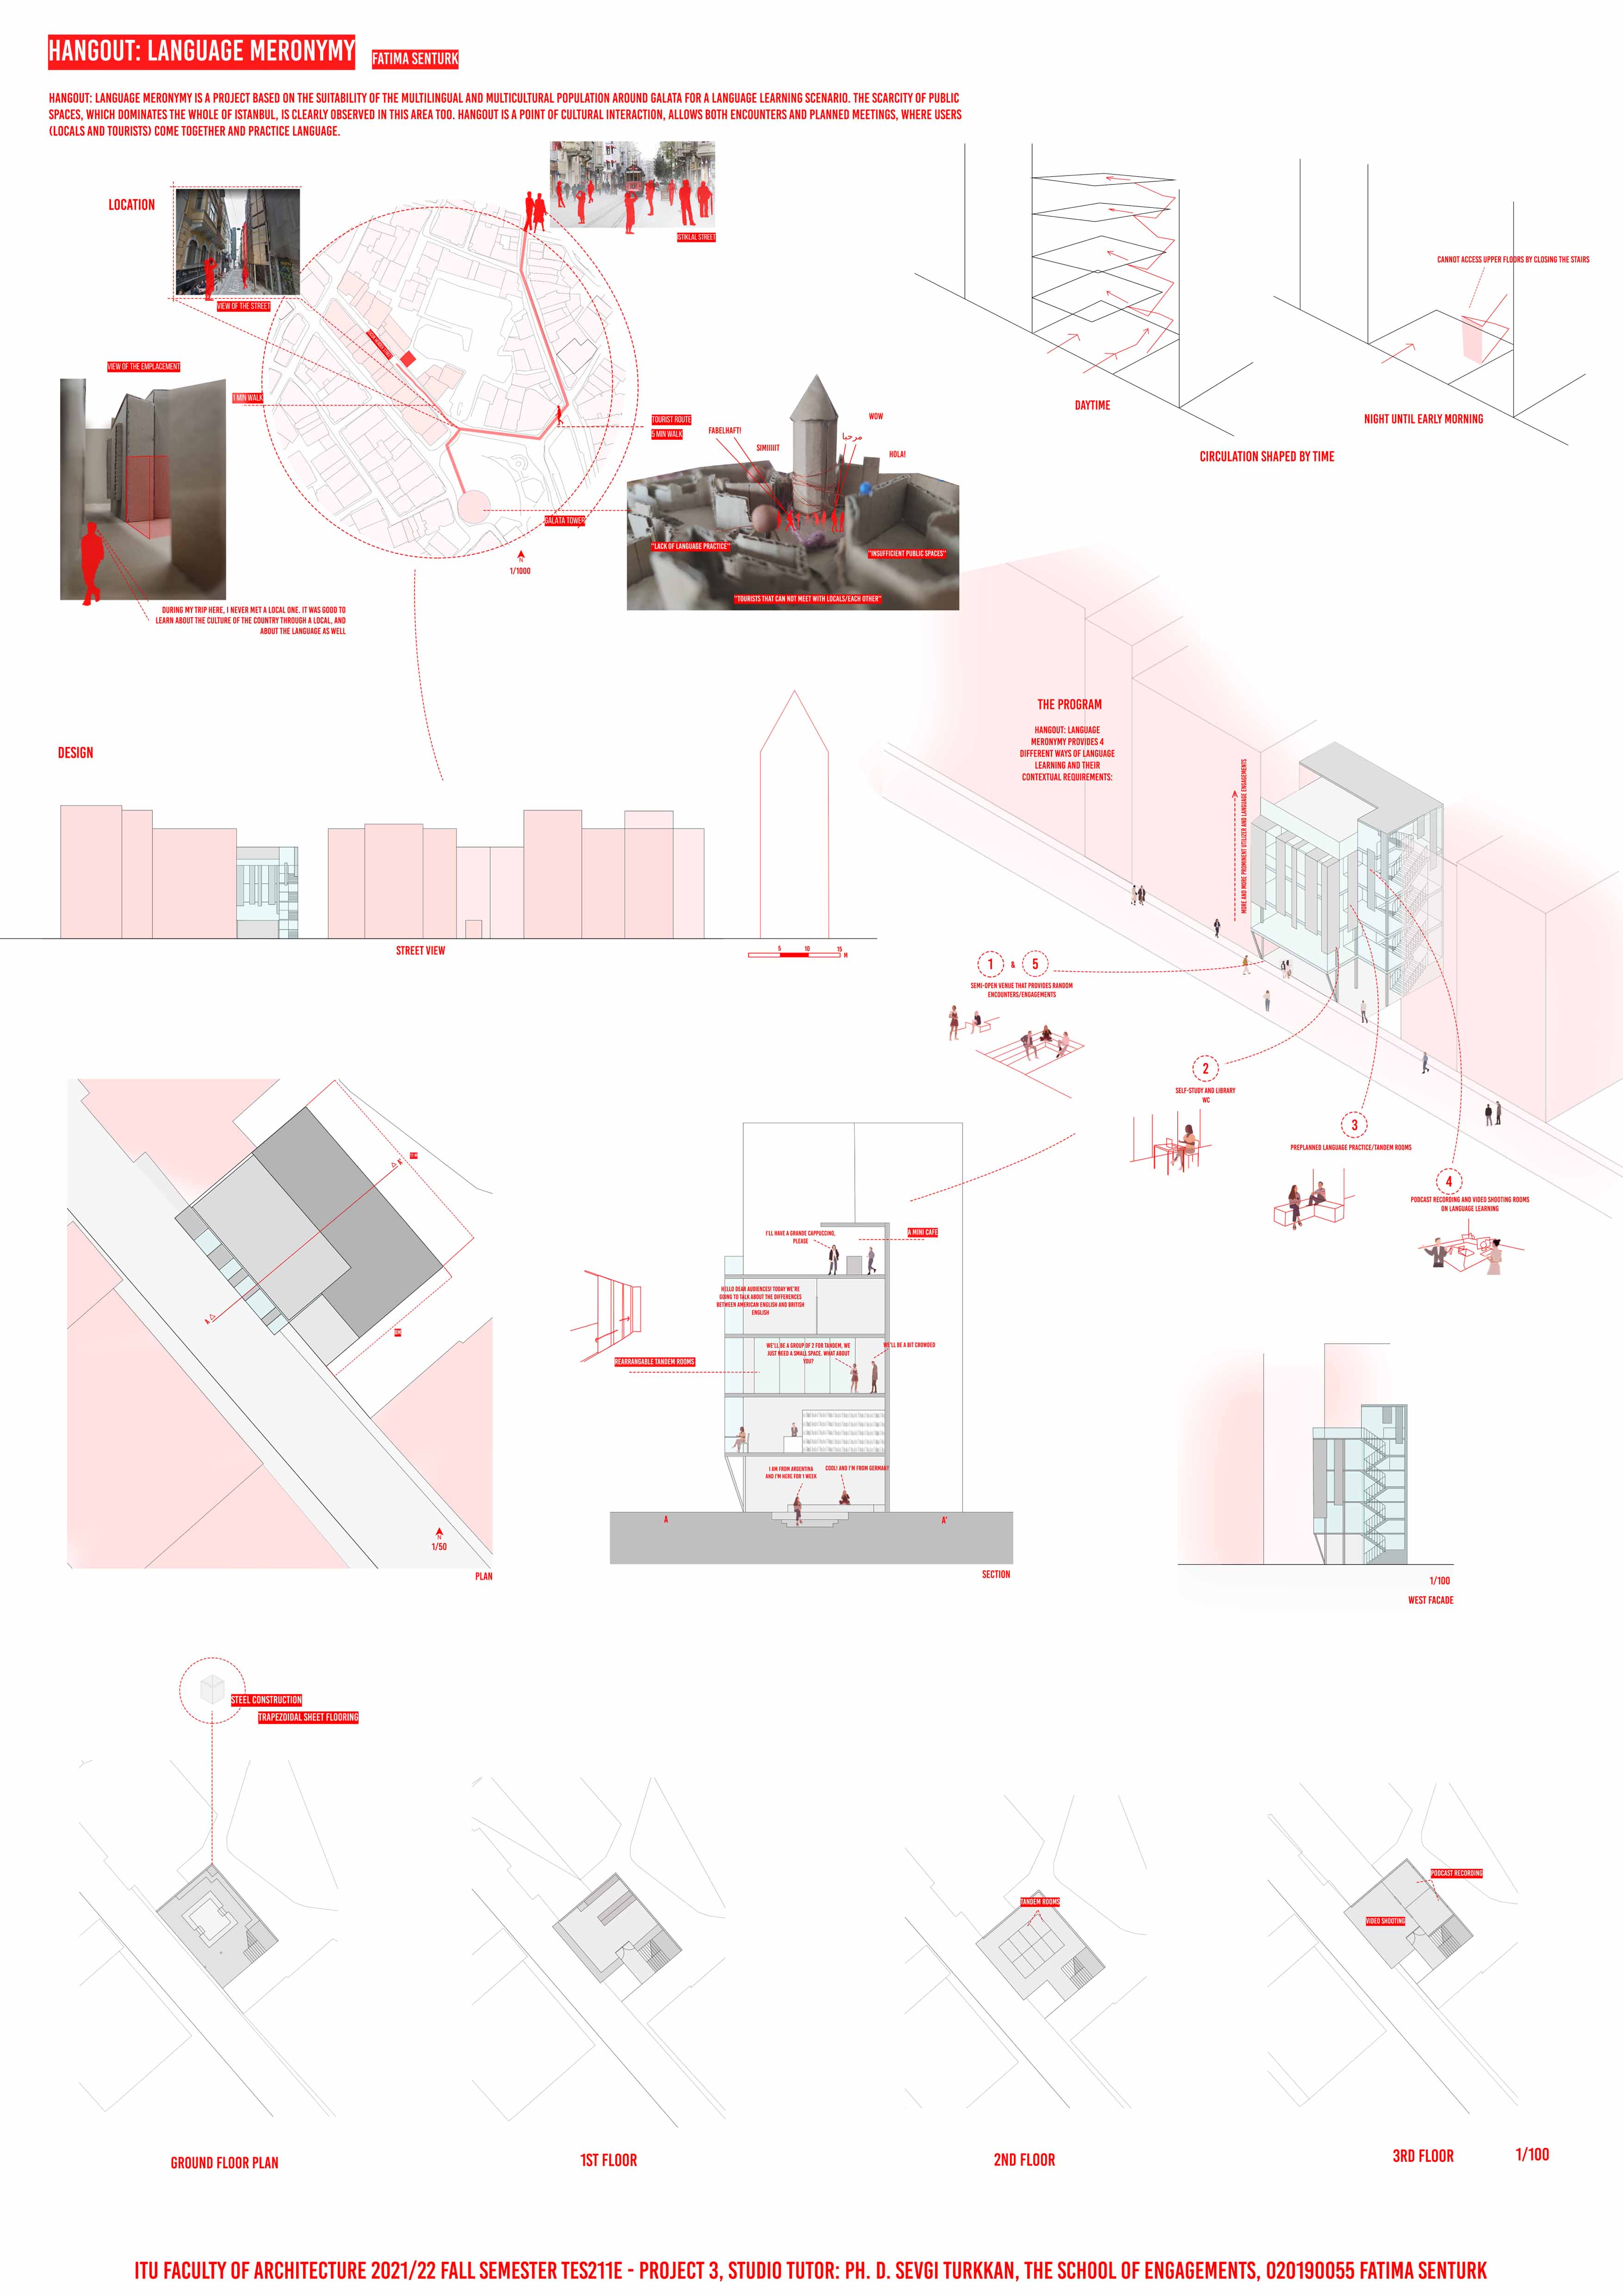 HANGOUT: LANGUAGE MERONYMY
FATIMA SENTURK
HANGOUT: LANGUAGE MERONYMY IS A PROJECT BASED ON THE SUITABILITY OF THE MULTILINGUAL AND MULTICULTURAL POPULATION AROUND GALATA FOR A LANGUAGE LEARNING SCENARIO. THE SCARCITY OF PUBLIC
SPACES, WHICH DOMINATES THE WHOLE OF ISTANBUL, IS CLEARLY OBSERVED IN THIS AREA TOO. HANGOUT IS A POINT OF CULTURAL INTERACTION, ALLOWS BOTH ENCOUNTERS AND PLANNED MEETINGS, WHERE USERS
(LOCALS AND TOURISTS) COME TOGETHER AND PRACTICE LANGUAGE.
LOCATION
VIEW OF THE STREET
ISTIKLAL STREET
VIEW OF THE EMPLACEMENT
1 MIN WALK
TOURIST ROUTE
5 MIN WALK
GALATA TOWER
N
1/1000
DURING MY TRIP HERE, I NEVER MET A LOCAL ONE. IT WAS GOOD TO
LEARN ABOUT THE CULTURE OF THE COUNTRY THROUGH A LOCAL, AND
ABOUT THE LANGUAGE AS WELL
FABELHAFT!
SIMIIIIIT
WOW
مرحبا
HOLA!
"LACK OF LANGUAGE PRACTICE"
"INSUFFICIENT PUBLIC SPACES"
"TOURISTS THAT CAN NOT MEET WITH LOCALS/EACH OTHER"
DAYTIME
CANNOT ACCESS UPPER FLOORS BY CLOSING THE STAIRS
NIGHT UNTIL EARLY MORNING
CIRCULATION SHAPED BY TIME
DESIGN
STREET VIEW
5 10 15
M
THE PROGRAM
HANGOUT: LANGUAGE
MERONYMY PROVIDES 4
DIFFERENT WAYS OF LANGUAGE
LEARNING AND THEIR
CONTEXTUAL REQUIREMENTS:
MORE AND MORE PROMINENT UTILIZER AND LANGUAGE ENGAGEMENTS
1 & 5
SEMI-OPEN VENUE THAT PROVIDES RANDOM
ENCOUNTERS/ENGAGEMENTS
2
SELF-STUDY AND LIBRARY
WC
3
PREPLANNED LANGUAGE PRACTICE/TANDEM ROOMS
4
PODCAST RECORDING AND VIDEO SHOOTING ROOMS
ON LANGUAGE LEARNING
A
A'
N
1/50
PLAN
REARRANGABLE TANDEM ROOMS
I'LL HAVE A GRANDE CAPPUCCINO,
PLEASE
A MINI CAFE
HELLO DEAR AUDIENCES! TODAY WE'RE
GOING TO TALK ABOUT THE DIFFERENCES
BETWEEN AMERICAN ENGLISH AND BRITISH
ENGLISH
WE'LL BE A GROUP OF 2 FOR TANDEM, WE
JUST NEED A SMALL SPACE. WHAT ABOUT
YOU?
WE'LL BE A BIT CROWDED
I AM FROM ARGENTINA
AND I'M HERE FOR 1 WEEK
COOL! AND I'M FROM GERMANY
A
A'
SECTION
1/100
WEST FACADE
STEEL CONSTRUCTION
TRAPEZOIDAL SHEET FLOORING
TANDEM ROOMS
PODCAST RECORDING
VIDEO SHOOTING
GROUND FLOOR PLAN
1ST FLOOR
2ND FLOOR
3RD FLOOR
1/100
ITU FACULTY OF ARCHITECTURE 2021/22 FALL SEMESTER TES211E - PROJECT 3, STUDIO TUTOR: PH. D. SEVGI TURKKAN, THE SCHOOL OF ENGAGEMENTS, 020190055 FATIMA SENTURK